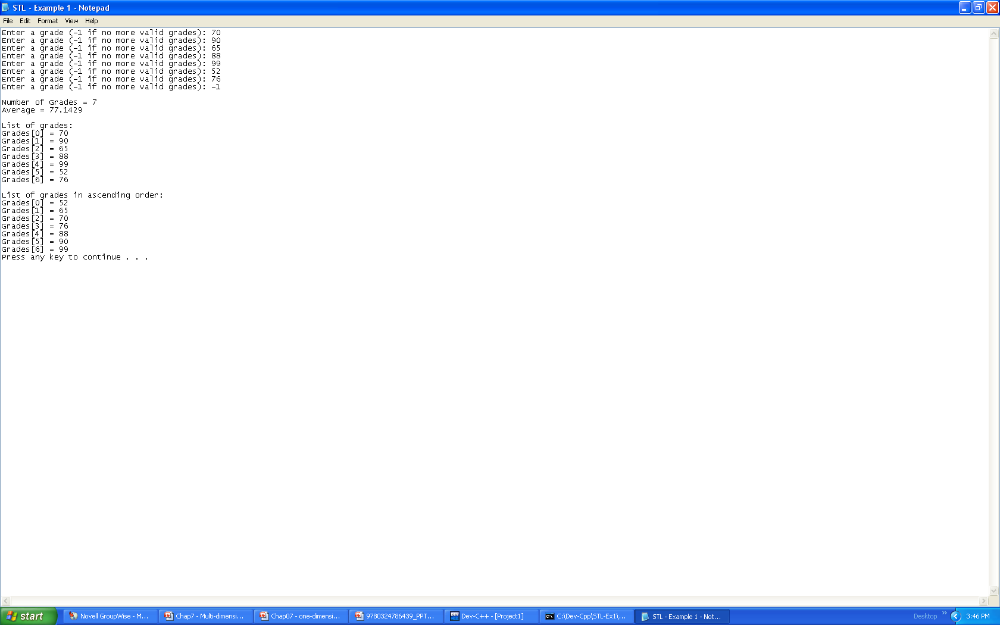 STL - Example 1 - Notepad
File Edit Format View Help
Enter a grade (-1 if no more valid grades): 70
Enter a grade (-1 if no more valid grades): 90
Enter a grade (-1 if no more valid grades): 65
Enter a grade (-1 if no more valid grades): 88
Enter a grade (-1 if no more valid grades): 99
Enter a grade (-1 if no more valid grades): 52
Enter a grade (-1 if no more valid grades): 76
Enter a grade (-1 if no more valid grades): -1
Number of Grades = 7
Average = 77.1429
List of grades:
Grades[0] = 70
Grades[1] = 90
Grades[2] = 65
Grades[3] = 88
Grades[4] = 99
Grades[5] = 52
Grades[6] = 76
List of grades in ascending order:
Grades[0] = 52
Grades[1] = 65
Grades[2] = 70
Grades[3] = 76
Grades[4] = 88
Grades[5] = 90
Grades[6] = 99
Press any key to continue . . .
start Novell GroupWise - M... Chap7 - Multi-dimensi... Chap07 - one-dimensi... 9780324786439_PPT... Dev-C++ - [Project1] C:\Dev-Cpp\STL-Ex1\... STL - Example 1 - Not... Desktop » 3:46 PM